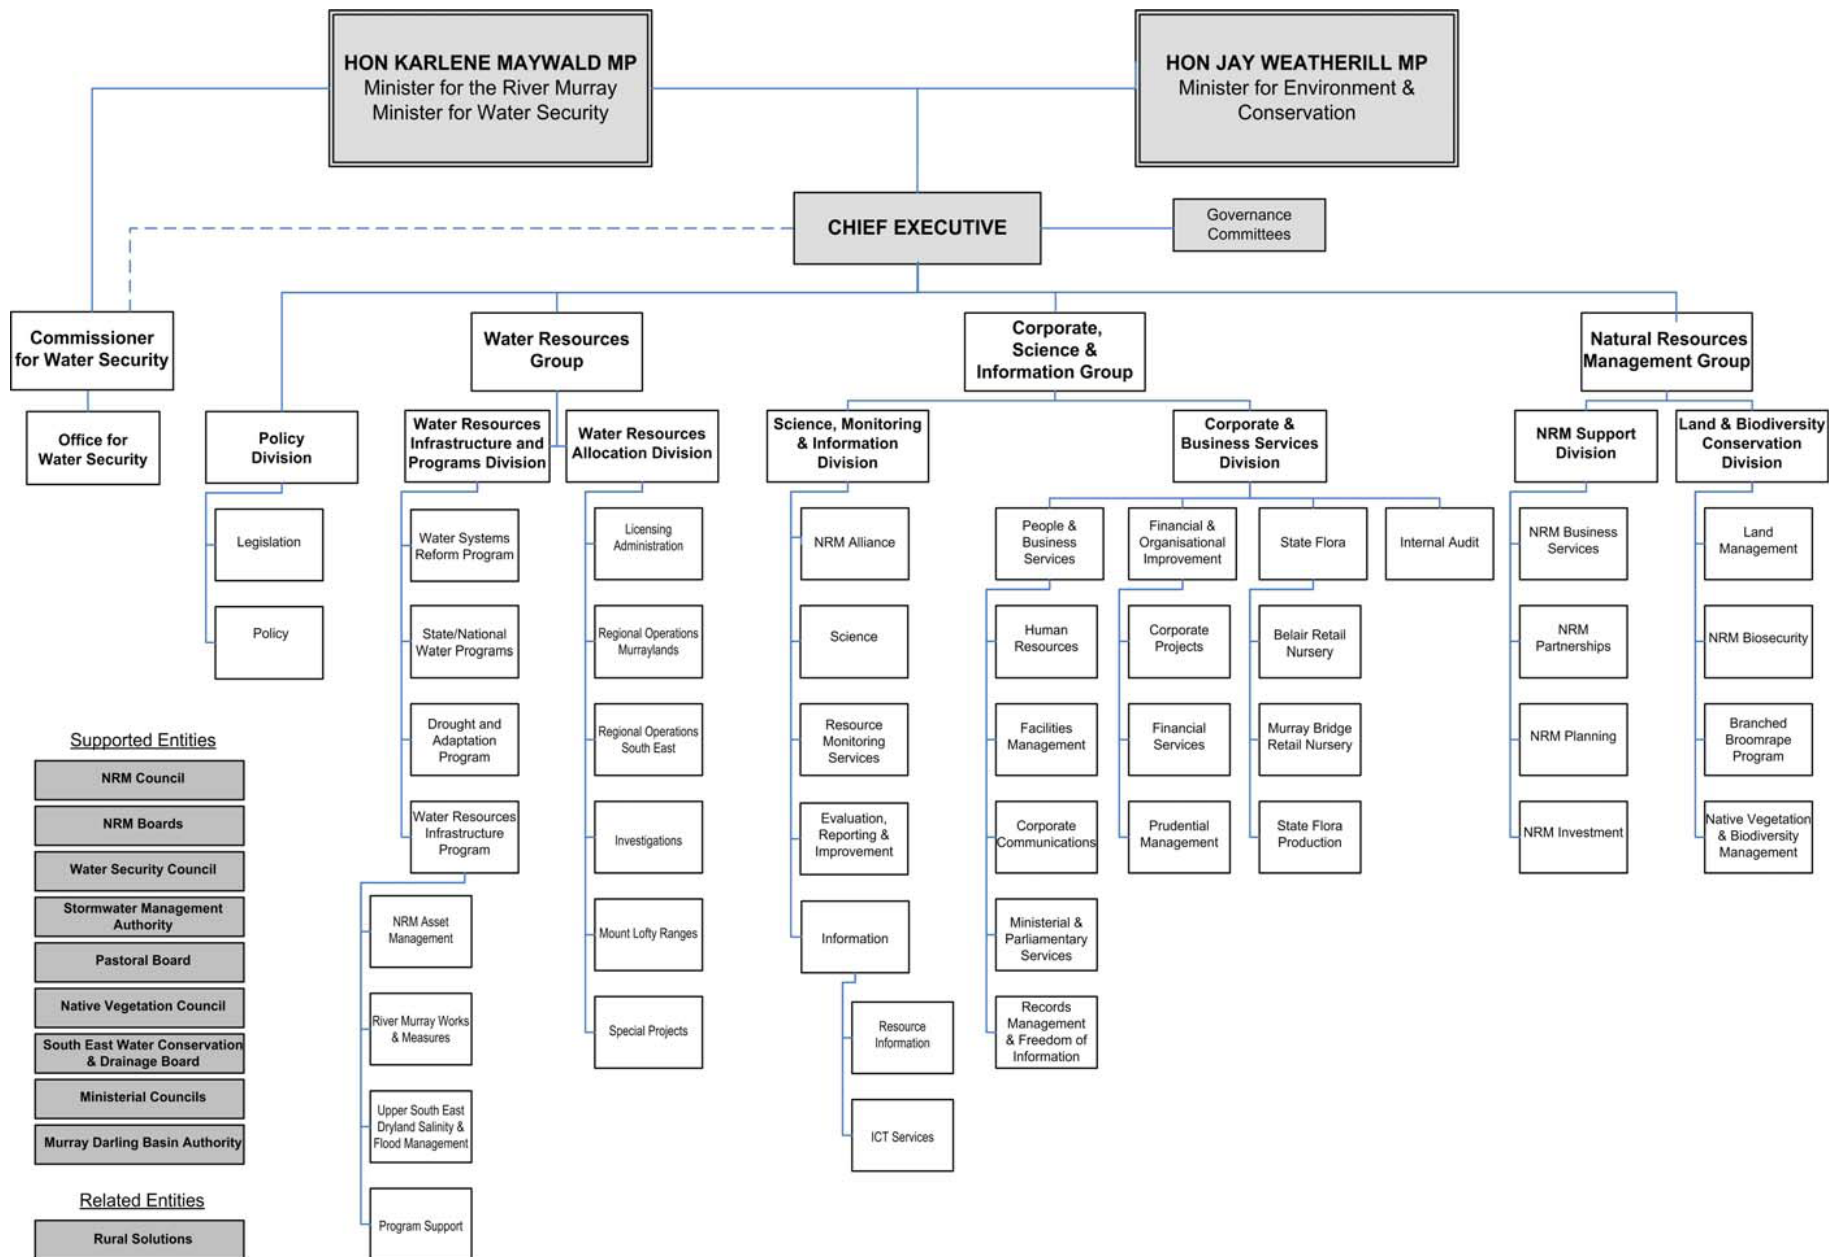 HON KARLENE MAYWALD MP
Minister for the River Murray
Minister for Water Security
HON JAY WEATHERILL MP
Minister for Environment &
Conservation
CHIEF EXECUTIVE
Governance
Committees
Commissioner
for Water Security
Office for
Water Security
Policy
Division
Legislation
Policy
Water Resources
Group
Water Resources
Infrastructure and
Programs Division
Water Systems
Reform Program
State/National
Water Programs
Drought and
Adaptation
Program
Water Resources
Infrastructure
Program
NRM Asset
Management
River Murray Works
& Measures
Upper South East
Dryland Salinity &
Flood Management
Program Support
Water Resources
Allocation Division
Licensing
Administration
Regional Operations
Murraylands
Regional Operations
South East
Investigations
Mount Lofty Ranges
Special Projects
Corporate,
Science &
Information Group
Science, Monitoring
& Information
Division
NRM Alliance
Science
Resource
Monitoring
Services
Evaluation,
Reporting &
Improvement
Information
Resource
Information
ICT Services
Corporate &
Business Services
Division
People &
Business
Services
Human
Resources
Facilities
Management
Corporate
Communications
Ministerial &
Parliamentary
Services
Records
Management
& Freedom of
Information
Financial &
Organisational
Improvement
Corporate
Projects
Financial
Services
Prudential
Management
State Flora
Belair Retail
Nursery
Murray Bridge
Retail Nursery
State Flora
Production
Internal Audit
Natural Resources
Management Group
NRM Support
Division
NRM Business
Services
NRM
Partnerships
NRM Planning
NRM Investment
Land & Biodiversity
Conservation
Division
Land
Management
NRM Biosecurity
Branched
Broomrape
Program
Native Vegetation
& Biodiversity
Management
Supported Entities
NRM Council
NRM Boards
Water Security Council
Stormwater Management
Authority
Pastoral Board
Native Vegetation Council
South East Water Conservation
& Drainage Board
Ministerial Councils
Murray Darling Basin Authority
Related Entities
Rural Solutions